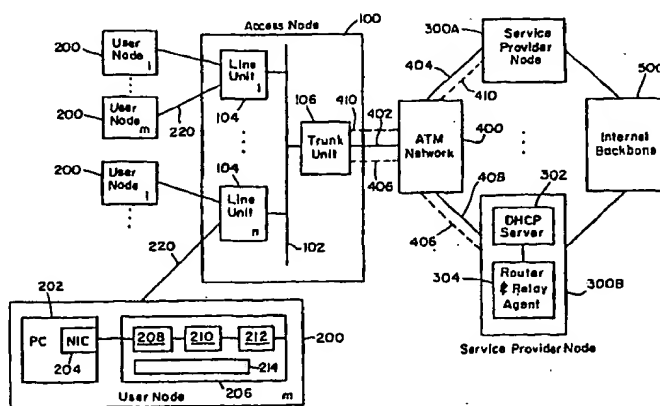 Access Node
100
200
User
Node 1
Line
Unit 1
104
User
Node m
200
220
106
Trunk
Unit
410
402
406
300A
Service
Provider
Node
404
410
ATM
Network
400
500
Internet
Backbone
200
User
Node 1
104
Line
Unit n
102
220
406
408
302
DHCP
Server
304
Router
& Relay
Agent
300B
Service Provider Node
202
PC
NIC
204
208
210
212
214
206
200
User Node m